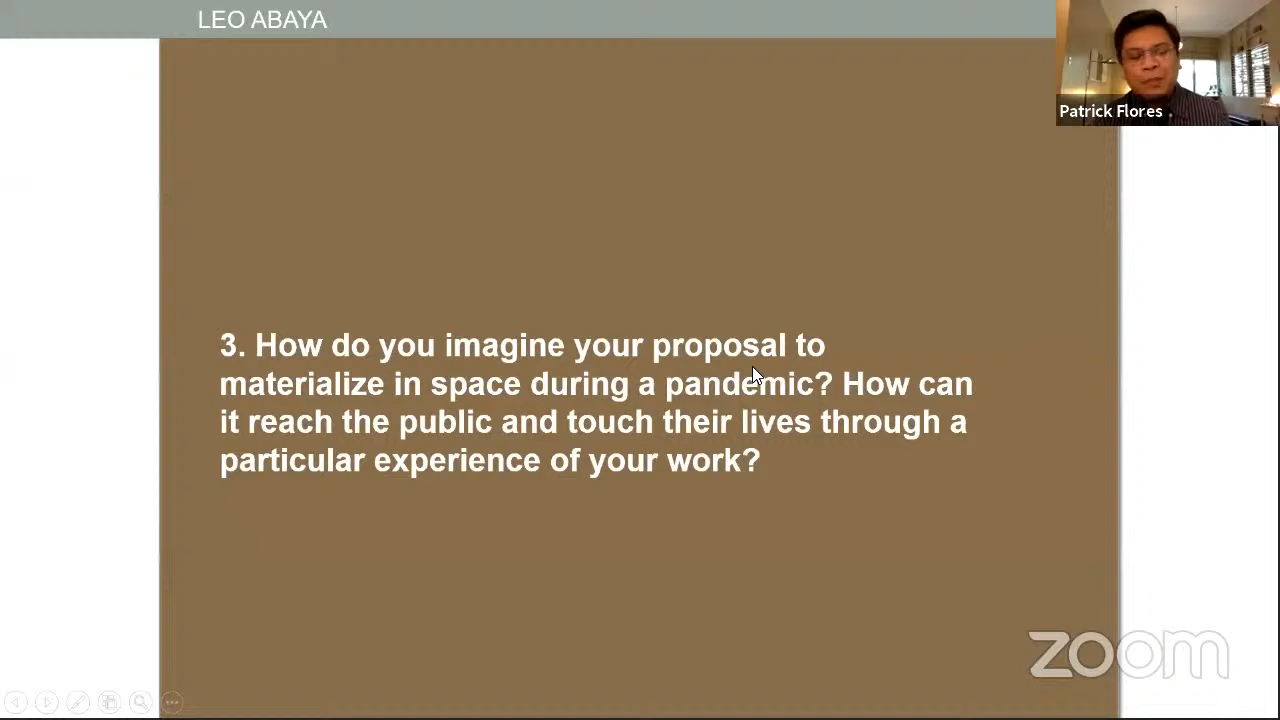 LEO ABAYA
Patrick Flores
3. How do you imagine your proposal to
materialize in space during a pandemic? How can
it reach the public and touch their lives through a
particular experience of your work?
zoom